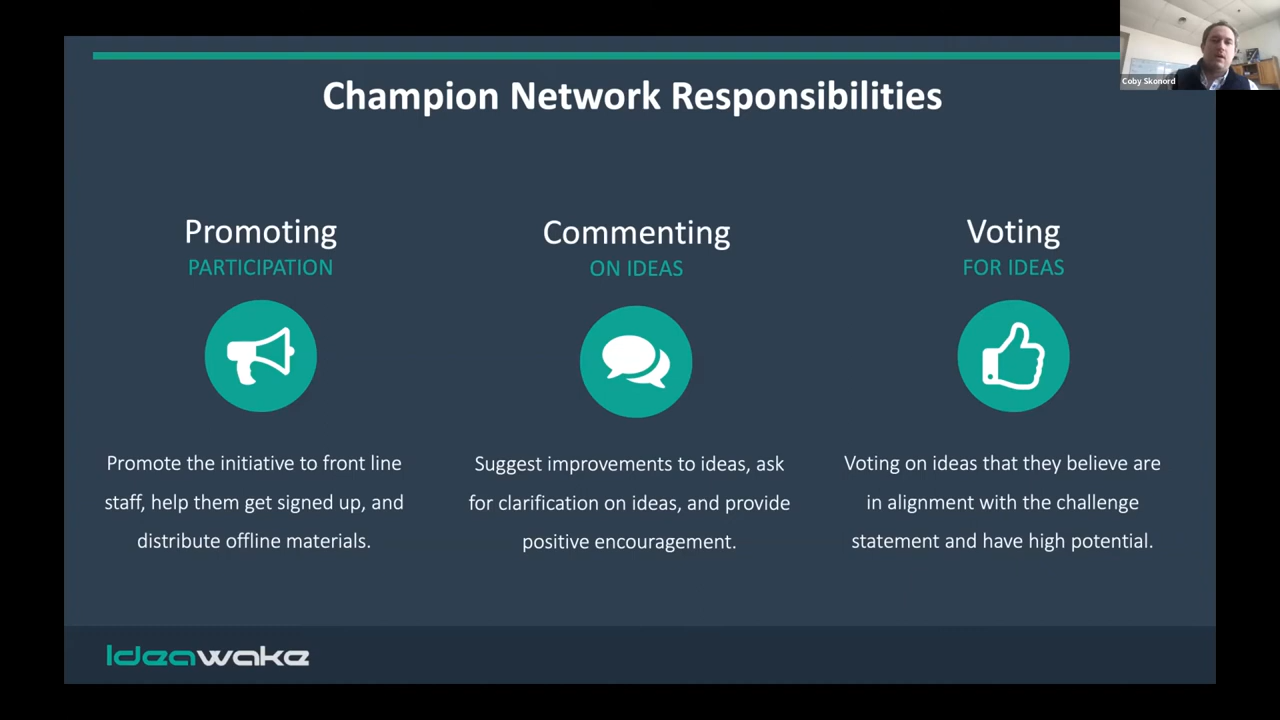 Coby Skonord
Champion Network Responsibilities
Promoting
PARTICIPATION
Promote the initiative to front line
staff, help them get signed up, and
distribute offline materials.
Commenting
ON IDEAS
Suggest improvements to ideas, ask
for clarification on ideas, and provide
positive encouragement.
Voting
FOR IDEAS
Voting on ideas that they believe are
in alignment with the challenge
statement and have high potential.
Ideawake